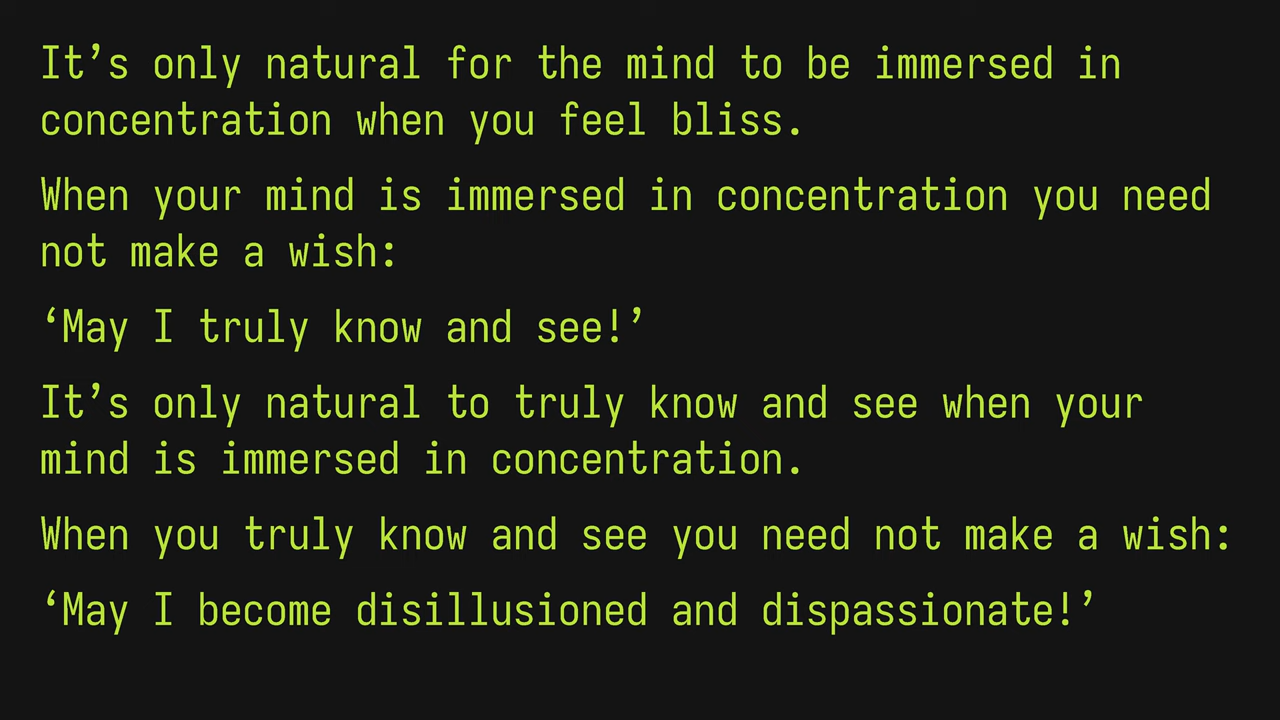 It’s only natural for the mind to be immersed in
concentration when you feel bliss.
When your mind is immersed in concentration you need
not make a wish:
‘May I truly know and see!’
It’s only natural to truly know and see when your
mind is immersed in concentration.
When you truly know and see you need not make a wish:
‘May I become disillusioned and dispassionate!’